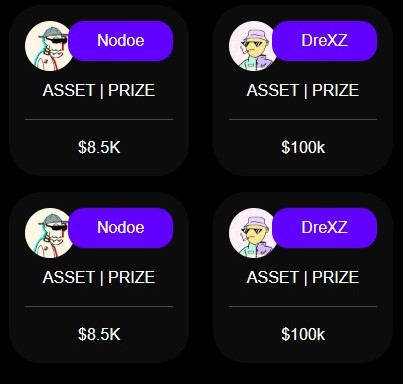 Nodoe
DreXZ
ASSET | PRIZE
ASSET | PRIZE
$8.5K
$100k
Nodoe
DreXZ
ASSET | PRIZE
ASSET | PRIZE
$8.5K
$100k